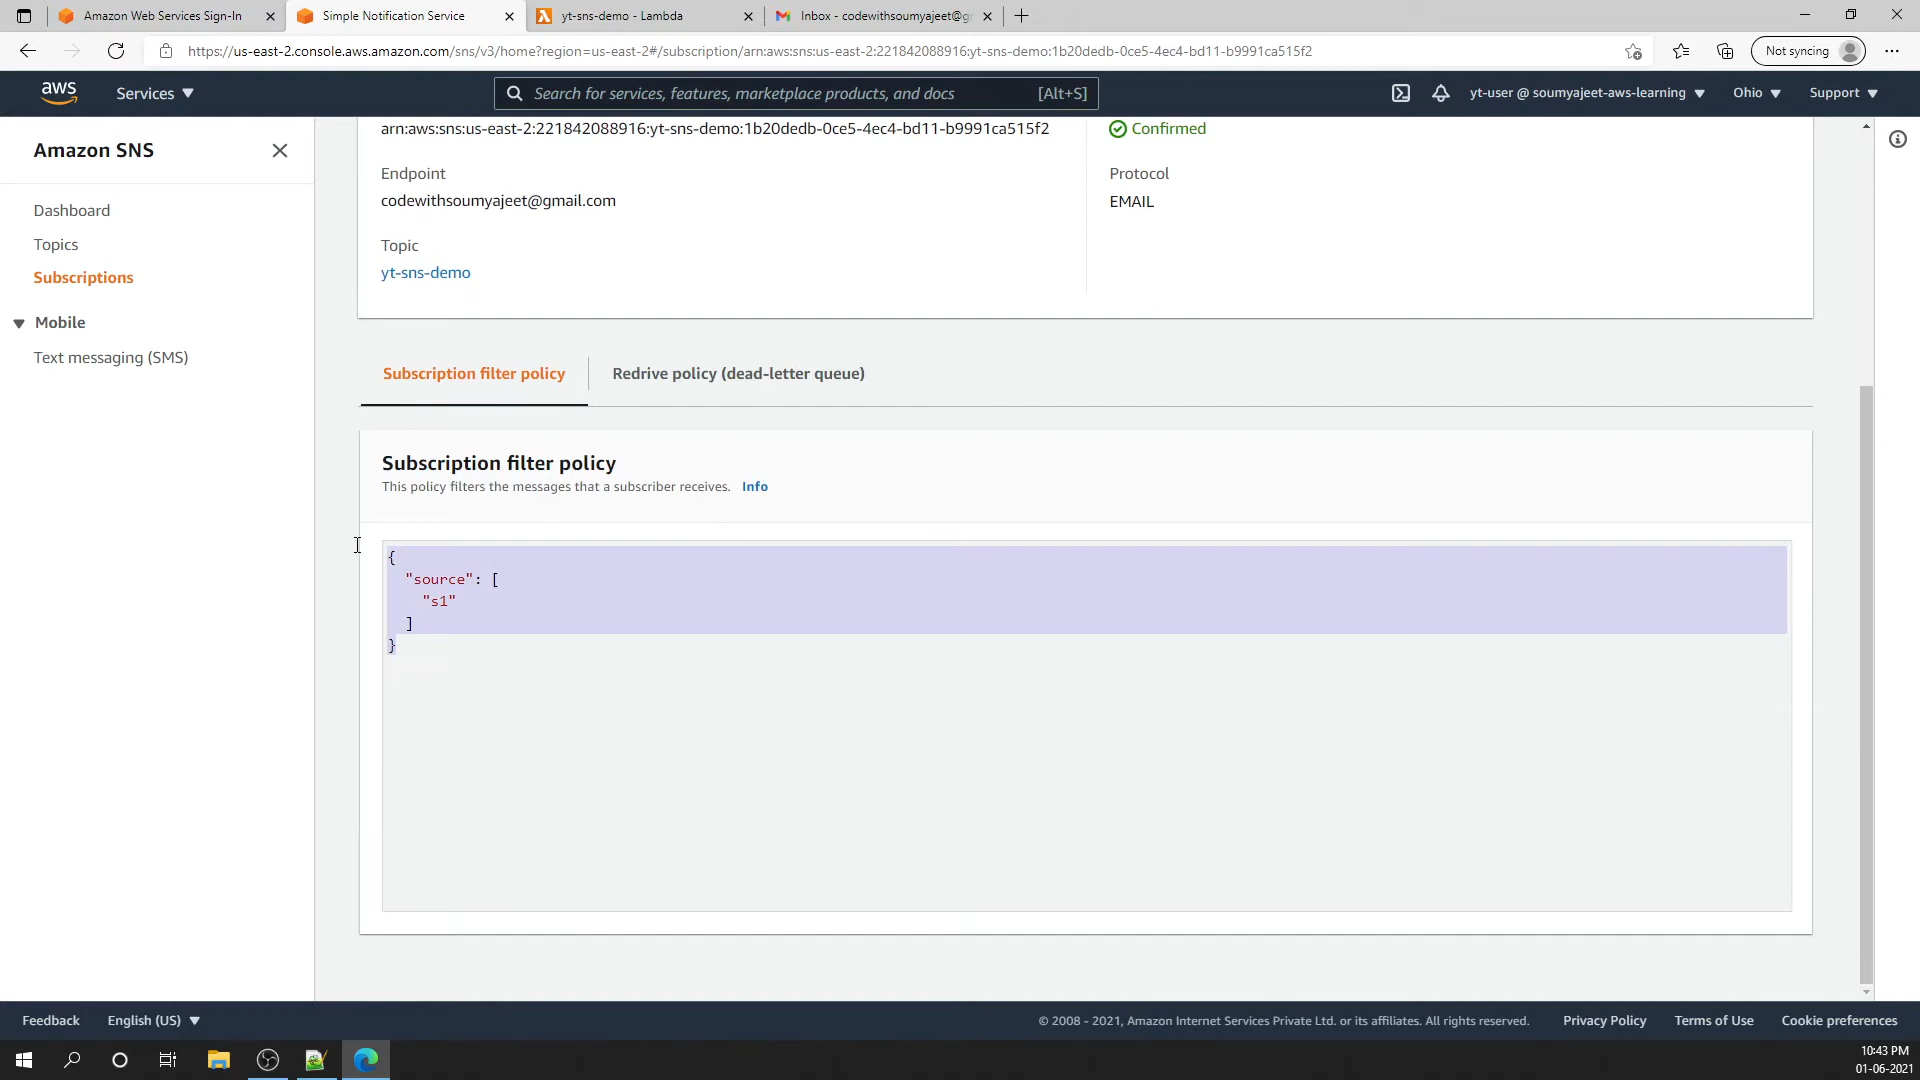 Amazon Web Services Sign-In
Simple Notification Service
yt-sns-demo - Lambda
Inbox - codewithsoumyajeet@gr
https://us-east-2.console.aws.amazon.com/sns/v3/home?region=us-east-2#/subscription/arn:aws:sns:us-east-2:221842088916:yt-sns-demo:1b20dedb-0ce5-4ec4-bd11-b9991ca515f2
Not syncing
aws
Services
Search for services, features, marketplace products, and docs
[Alt+S]
yt-user @ soumyajeet-aws-learning
Ohio
Support
Amazon SNS
Dashboard
Topics
Subscriptions
Mobile
Text messaging (SMS)
arn:aws:sns:us-east-2:221842088916:yt-sns-demo:1b20dedb-0ce5-4ec4-bd11-b9991ca515f2
Confirmed
Endpoint
codewithsoumyajeet@gmail.com
Protocol
EMAIL
Topic
yt-sns-demo
Subscription filter policy
Redrive policy (dead-letter queue)
Subscription filter policy
This policy filters the messages that a subscriber receives. Info
{
"source": [
"s1"
]
}
Feedback
English (US)
© 2008 - 2021, Amazon Internet Services Private Ltd. or its affiliates. All rights reserved.
Privacy Policy
Terms of Use
Cookie preferences
10:43 PM
01-06-2021